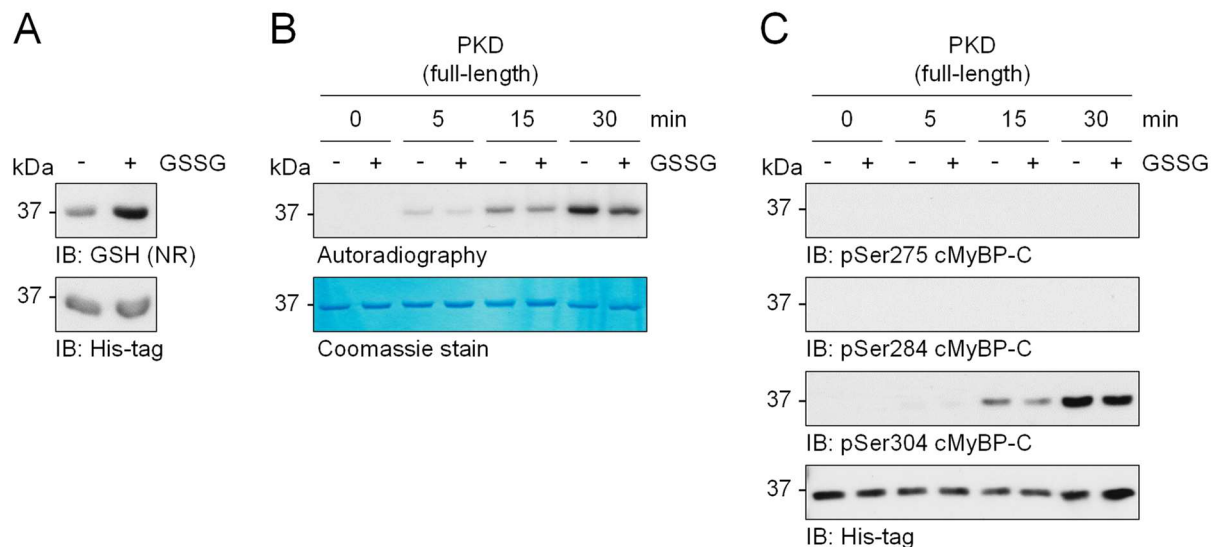 A
kDa - + GSSG
37
IB: GSH (NR)
37
IB: His-tag
B
PKD
(full-length)
0 5 15 30 min
kDa - + - + - + - + GSSG
37
Autoradiography
37
Coomassie stain
C
PKD
(full-length)
0 5 15 30 min
kDa - + - + - + - + GSSG
37
IB: pSer275 cMyBP-C
37
IB: pSer284 cMyBP-C
37
IB: pSer304 cMyBP-C
37
IB: His-tag